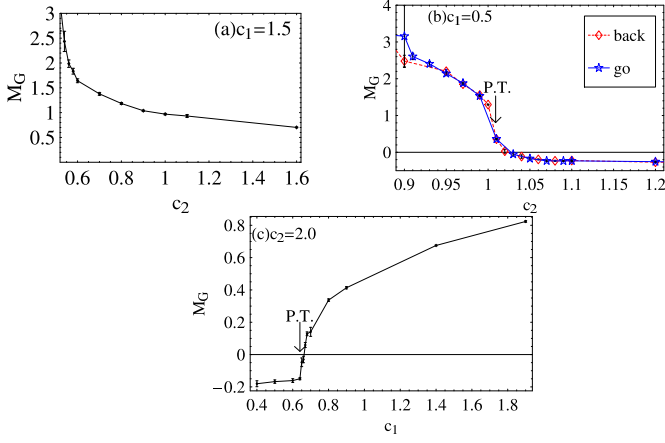 (a)c1=1.5
MG
3
2.5
2
1.5
1
0.5
0.6 0.8 1 1.2 1.4 1.6
c2
(b)c1=0.5
back
go
P.T.
MG
4
3
2
1
0
0.9 0.95 1 1.05 1.1 1.15 1.2
c2
(c)c2=2.0
P.T.
MG
0.8
0.6
0.4
0.2
0
−0.2
0.4 0.6 0.8 1 1.2 1.4 1.6 1.8
c1